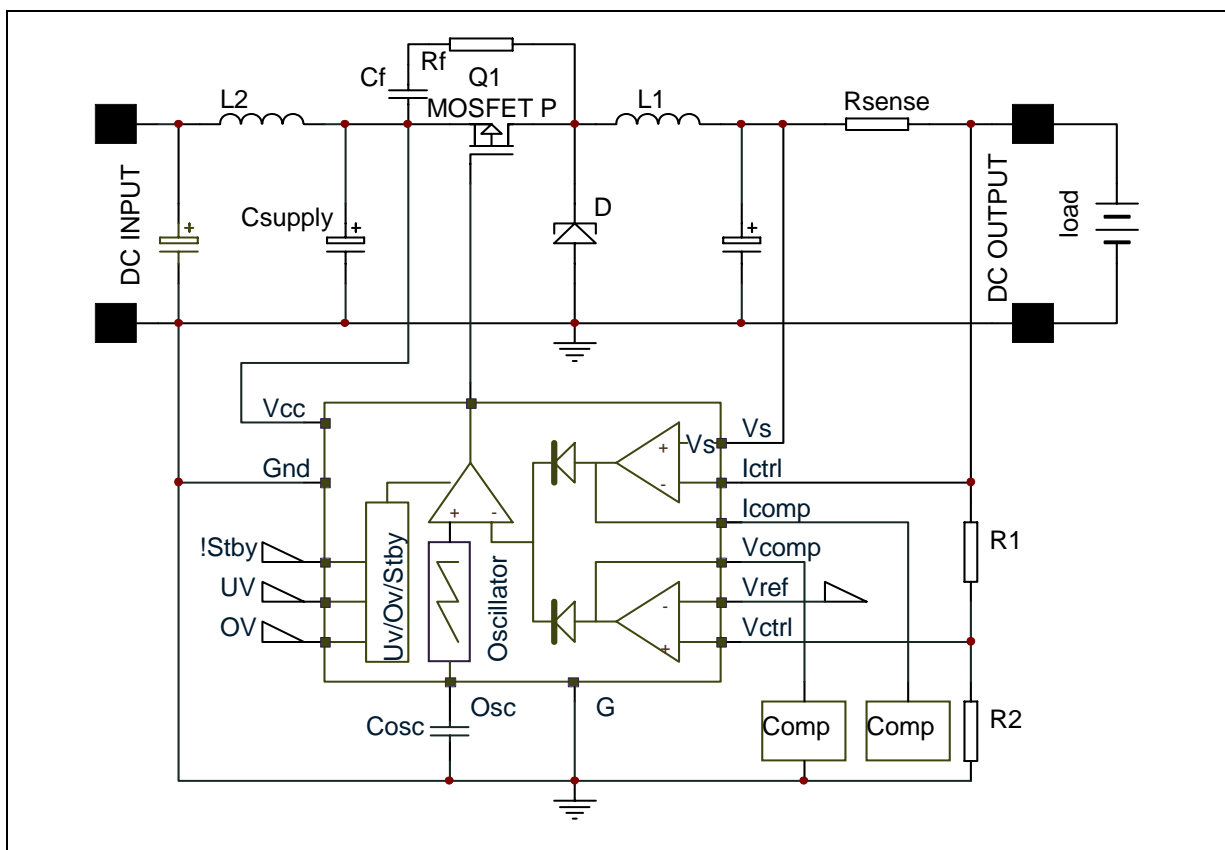 Rf
Cf
Q1
MOSFET P
L2
L1
Rsense
DC INPUT
Csupply
+
+
D
+
DC OUTPUT
load
Vcc
Gnd
!Stby
UV
OV
Uv/Ov/Stby
+
-
Oscillator
Vs
+
-
-
+
Vs
Ictrl
Icomp
Vcomp
Vref
Vctrl
R1
R2
Cosc
Osc
G
Comp
Comp